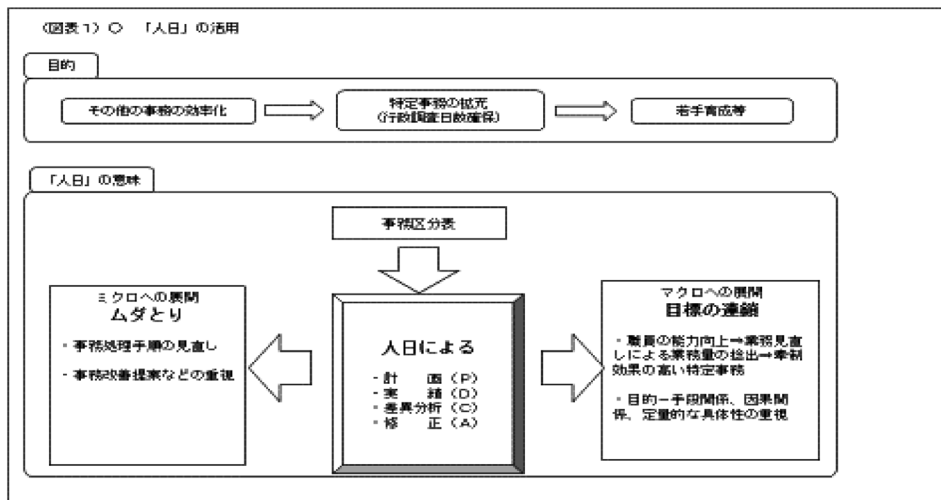 (図表1)○ 「人日」の活用
目的
その他の事務の効率化
特定事務の拡充
(行政調査日数確保)
若手育成等
「人日」の意味
事務区分表
ミクロへの展開
ムダとり
・事務処理手順の見直し
・事務改善提案などの重視
人日による
・計 画(P)
・実 績(D)
・差異分析(C)
・修 正(A)
マクロへの展開
目標の連鎖
・職員の能力向上⇒業務見直
しによる業務量の捻出⇒牽制
効果の高い特定事務
・目的－手段関係、因果関
係、定量的な具体性の重視